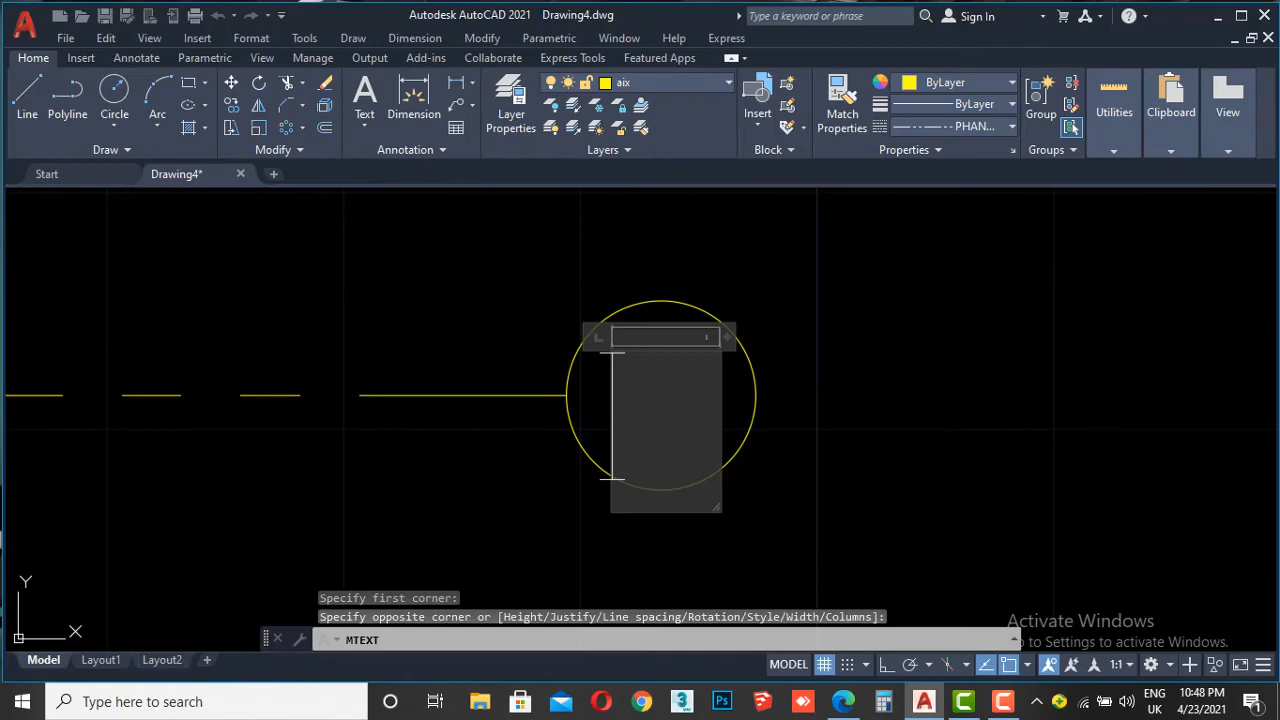 Autodesk AutoCAD 2021 Drawing4.dwg
Type a keyword or phrase
Sign In
File Edit View Insert Format Tools Draw Dimension Modify Parametric Window Help Express
Home Insert Annotate Parametric View Manage Output Add-ins Collaborate Express Tools Featured Apps
Line Polyline Circle Arc
Text Dimension
Layer
Properties
aix
Insert
Match
Properties
ByLayer
ByLayer
PHAN...
Group
Utilities Clipboard View
Draw Modify Annotation Layers Block Properties Groups
Start Drawing4*
Y
X
Specify first corner:
Specify opposite corner or [Height/Justify/Line spacing/Rotation/Style/Width/Columns]:
MTEXT
Activate Windows
o to Settings to activate Windows.
Model Layout1 Layout2
MODEL 1:1
Type here to search
ENG
UK
10:48 PM
4/23/2021